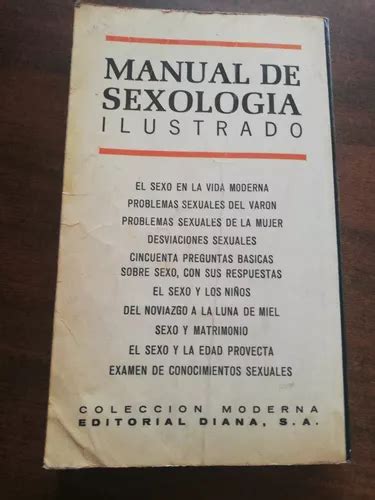 MANUAL DE
SEXOLOGIA
ILUSTRADO
EL SEXO EN LA VIDA MODERNA
PROBLEMAS SEXUALES DEL VARON
PROBLEMAS SEXUALES DE LA MUJER
DESVIACIONES SEXUALES
CINCUENTA PREGUNTAS BASICAS
SOBRE SEXO, CON SUS RESPUESTAS
EL SEXO Y LOS NIÑOS
DEL NOVIAZGO A LA LUNA DE MIEL
SEXO Y MATRIMONIO
EL SEXO Y LA EDAD PROVECTA
EXAMEN DE CONOCIMIENTOS SEXUALES
COLECCION MODERNA
EDITORIAL DIANA, S.A.